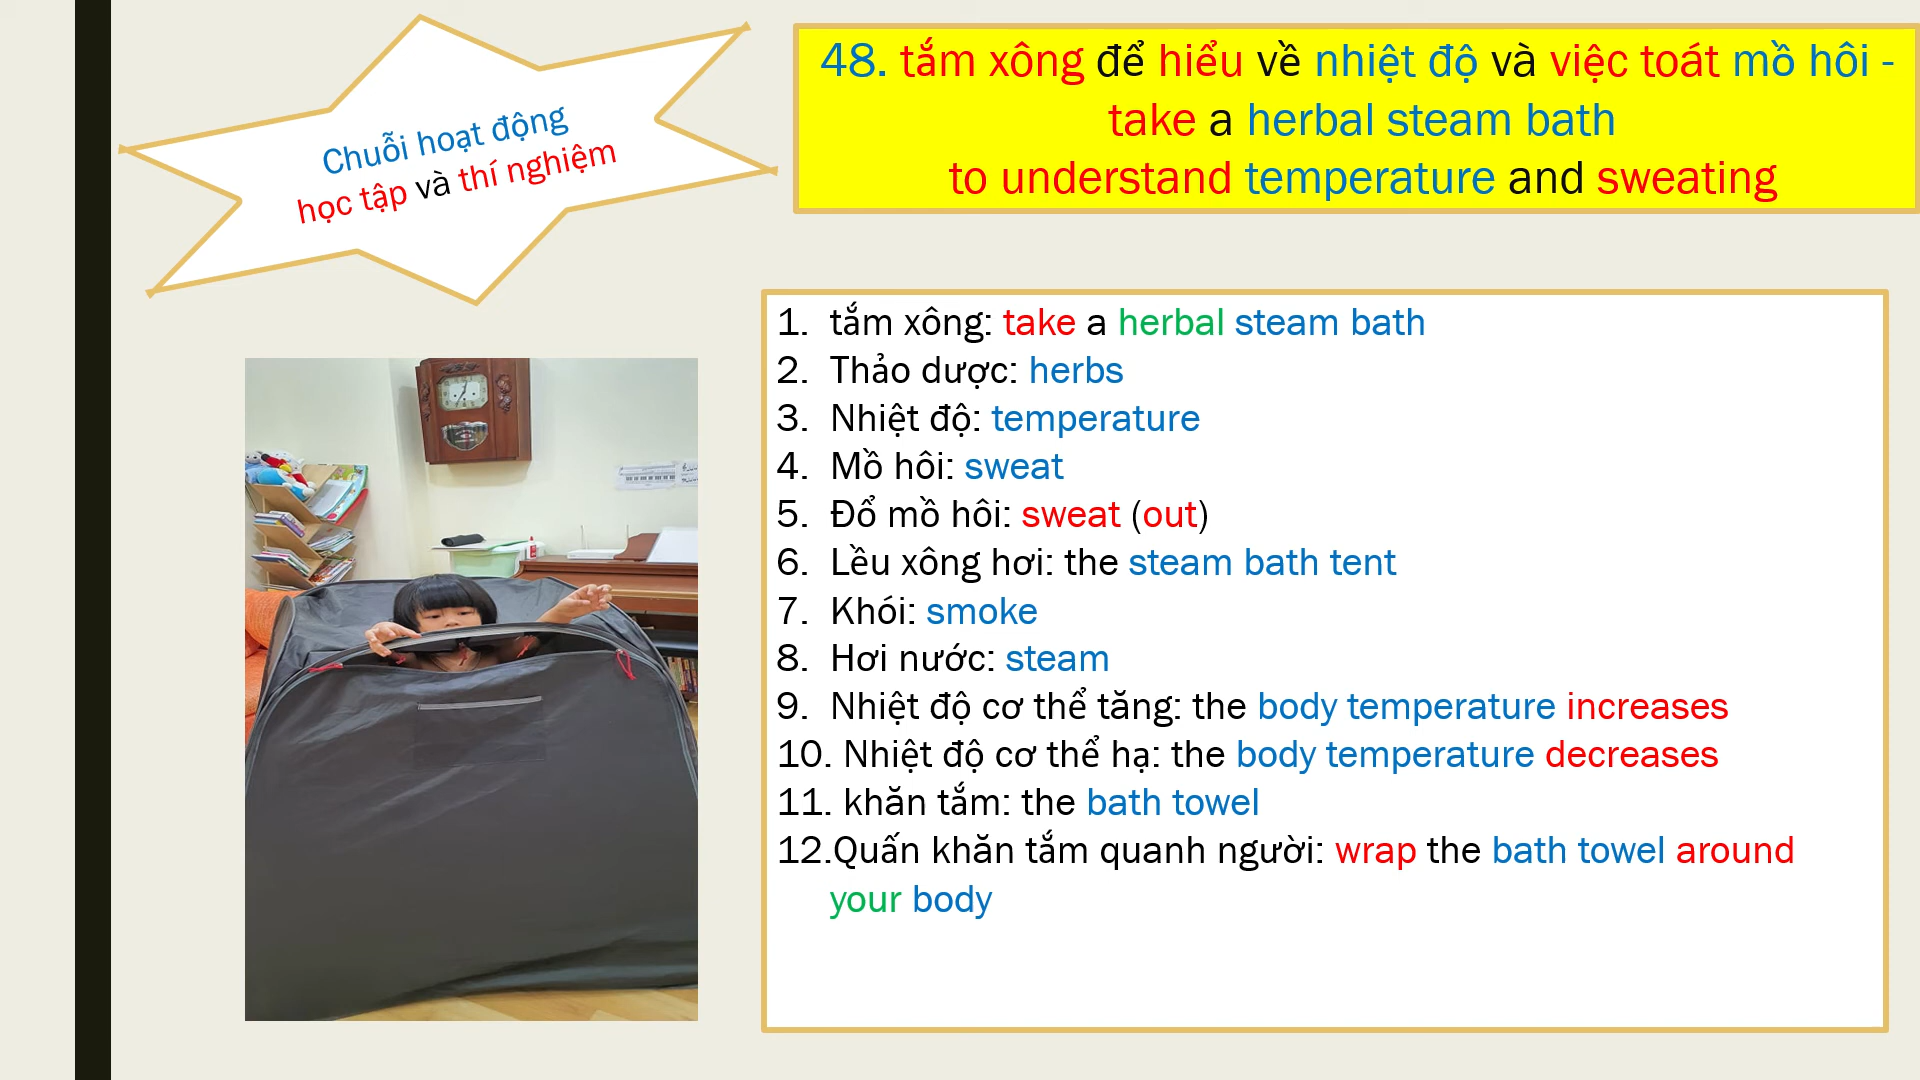 Chuỗi hoạt động
học tập và thí nghiệm
48. tắm xông để hiểu về nhiệt độ và việc toát mồ hôi -
take a herbal steam bath
to understand temperature and sweating
1. tắm xông: take a herbal steam bath
2. Thảo dược: herbs
3. Nhiệt độ: temperature
4. Mồ hôi: sweat
5. Đổ mồ hôi: sweat (out)
6. Lều xông hơi: the steam bath tent
7. Khói: smoke
8. Hơi nước: steam
9. Nhiệt độ cơ thể tăng: the body temperature increases
10. Nhiệt độ cơ thể hạ: the body temperature decreases
11. khăn tắm: the bath towel
12.Quấn khăn tắm quanh người: wrap the bath towel around
your body